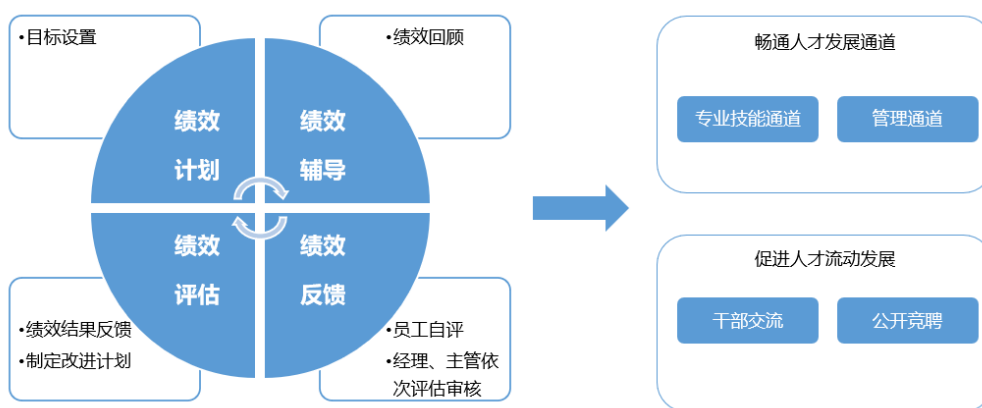 •目标设置
•绩效回顾
绩效
计划
绩效
辅导
绩效
评估
绩效
反馈
•绩效结果反馈
•制定改进计划
•员工自评
•经理、主管依
次评估审核
畅通人才发展通道
专业技能通道
管理通道
促进人才流动发展
干部交流
公开竞聘